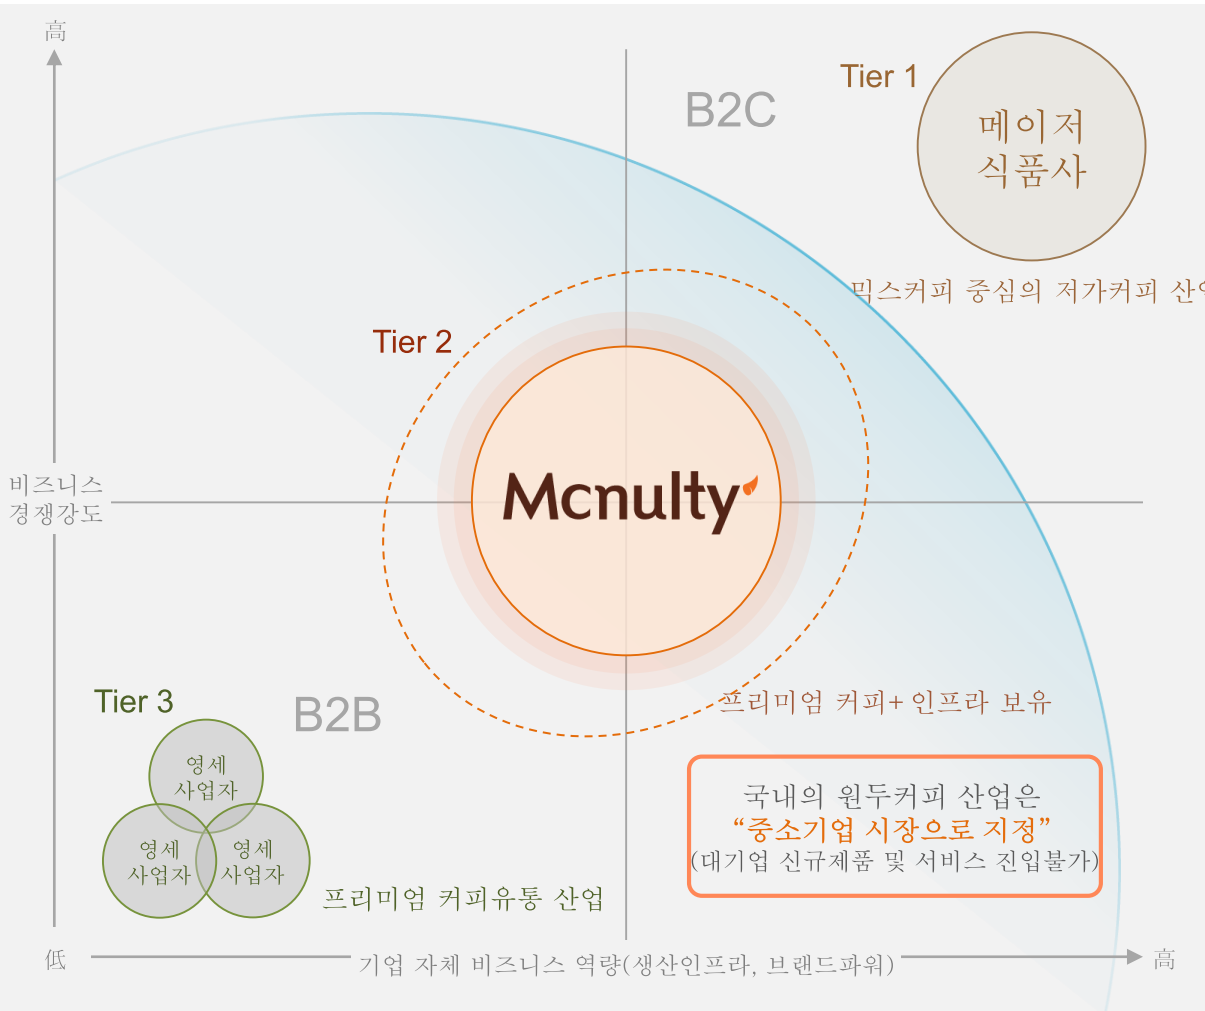 高
Tier 1
B2C
메이저
식품사
믹스커피 중심의 저가커피 산
Tier 2
Mcnulty
비즈니스
경쟁강도
Tier 3
B2B
프리미엄 커피+ 인프라 보유
영세
사업자
영세
사업자
영세
사업자
프리미엄 커피유통 산업
국내의 원두커피 산업은
“중소기업 시장으로 지정”
(대기업 신규제품 및 서비스 진입불가)
低
기업 자체 비즈니스 역량(생산인프라, 브랜드파워)
高